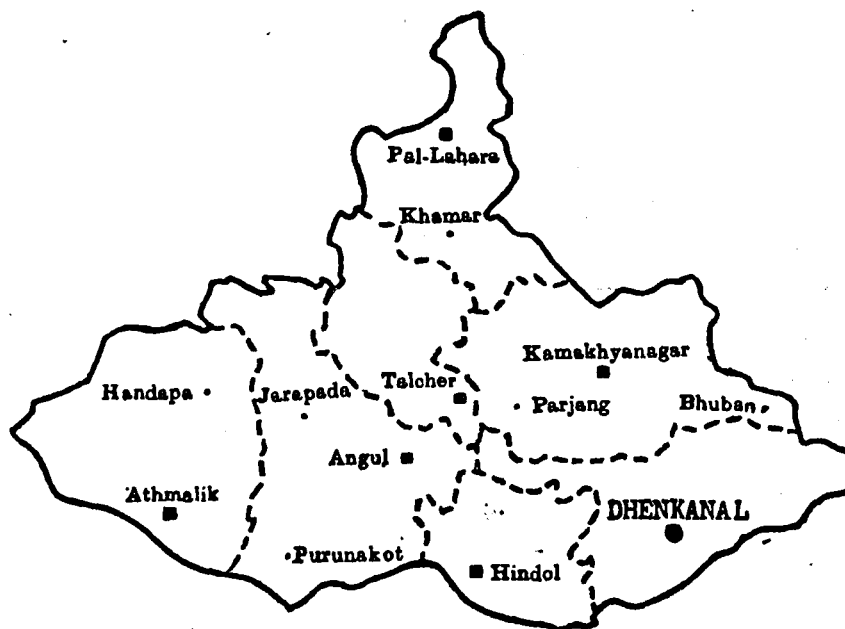 Pal-Lahara
Khamar
Kamakhyanagar
Handapa
Jarapada
Talcher
Parjang
Bhuban
Angul
Athmalik
DHENKANAL
Purunakot
Hindol